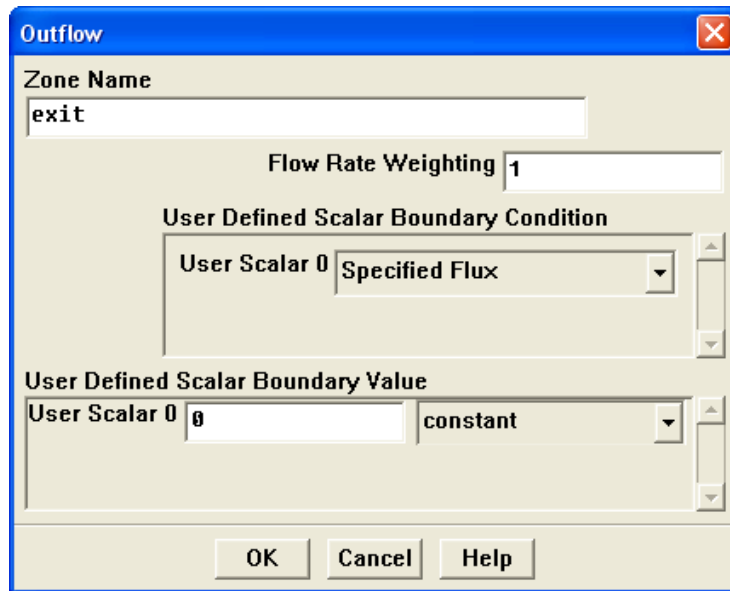 Outflow
Zone Name
exit
Flow Rate Weighting 1
User Defined Scalar Boundary Condition
User Scalar 0 Specified Flux
User Defined Scalar Boundary Value
User Scalar 0 0 constant
OK Cancel Help